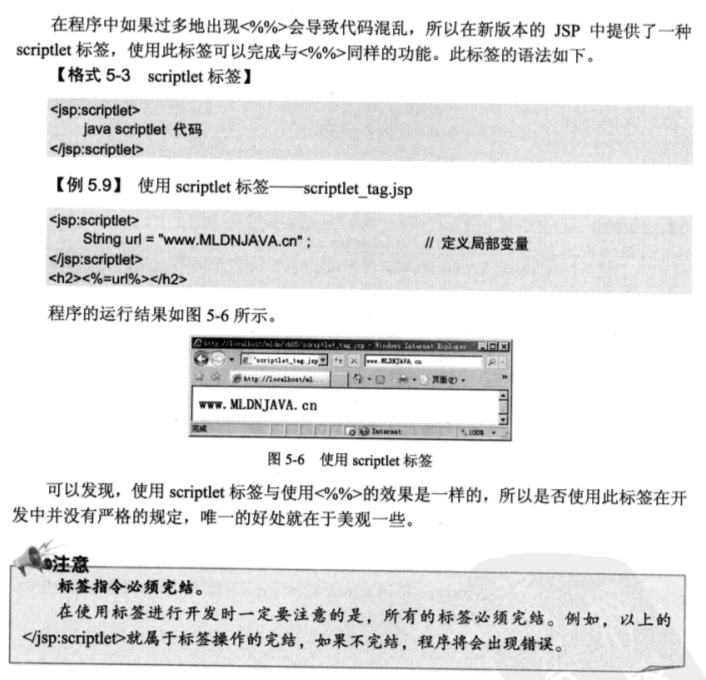 在程序中如果过多地出现<%%>会导致代码混乱，所以在新版本的 JSP 中提供了一种
scriptlet 标签，使用此标签可以完成与<%%>同样的功能。此标签的语法如下。
【格式 5-3 scriptlet 标签】
<jsp:scriptlet>
java scriptlet 代码
</jsp:scriptlet>
【例 5.9】 使用 scriptlet 标签——scriptlet_tag.jsp
<jsp:scriptlet>
String url = "www.MLDNJAVA.cn" ; // 定义局部变量
</jsp:scriptlet>
<h2><%=url%></h2>
程序的运行结果如图 5-6 所示。
http://localhost/mldn/ch05/scriptlet_tag.jsp - Windows Internet Explorer
'scriptlet_tag.jsp www.MLDNJAVA.cn
http://localhost/ml... 页面(P)
www.MLDNJAVA.cn
完成 Internet 100%
图 5-6 使用 scriptlet 标签
可以发现，使用 scriptlet 标签与使用<%%>的效果是一样的，所以是否使用此标签在开
发中并没有严格的规定，唯一的好处就在于美观一些。
注意
标签指令必须完结。
在使用标签进行开发时一定要注意的是，所有的标签必须完结。例如，以上的
</jsp:scriptlet>就属于标签操作的完结，如果不完结，程序将会出现错误。